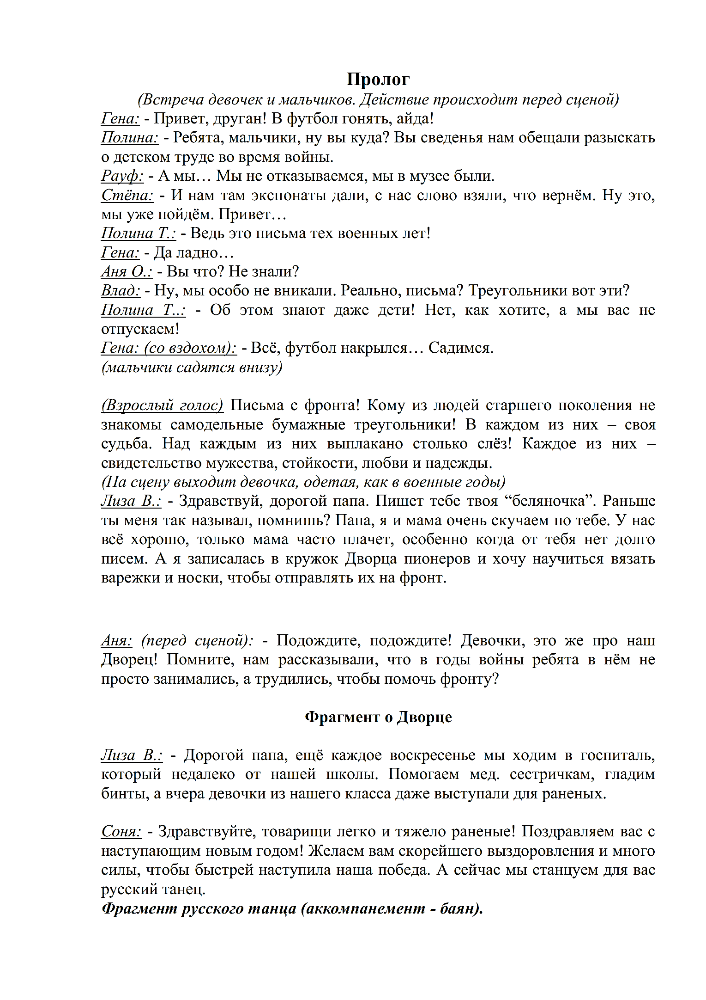 Пролог
(Встреча девочек и мальчиков. Действие происходит перед сценой)
Гена: - Привет, друган! В футбол гонять, айда!
Полина: - Ребята, мальчики, ну вы куда? Вы сведенья нам обещали разыскать
о детском труде во время войны.
Рауф: - А мы… Мы не отказываемся, мы в музее были.
Стёпа: - И нам там экспонаты дали, с нас слово взяли, что вернём. Ну это,
мы уже пойдём. Привет…
Полина Т.: - Ведь это письма тех военных лет!
Гена: - Да ладно…
Аня О.: - Вы что? Не знали?
Влад: - Ну, мы особо не вникали. Реально, письма? Треугольники вот эти?
Полина Т..: - Об этом знают даже дети! Нет, как хотите, а мы вас не
отпускаем!
Гена: (со вздохом): - Всё, футбол накрылся… Садимся.
(мальчики садятся внизу)
(Взрослый голос) Письма с фронта! Кому из людей старшего поколения не
знакомы самодельные бумажные треугольники! В каждом из них – своя
судьба. Над каждым из них выплакано столько слёз! Каждое из них –
свидетельство мужества, стойкости, любви и надежды.
(На сцену выходит девочка, одетая, как в военные годы)
Лиза В.: - Здравствуй, дорогой папа. Пишет тебе твоя “беляночка”. Раньше
ты меня так называл, помнишь? Папа, я и мама очень скучаем по тебе. У нас
всё хорошо, только мама часто плачет, особенно когда от тебя нет долго
писем. А я записалась в кружок Дворца пионеров и хочу научиться вязать
варежки и носки, чтобы отправлять их на фронт.
Аня: (перед сценой): - Подождите, подождите! Девочки, это же про наш
Дворец! Помните, нам рассказывали, что в годы войны ребята в нём не
просто занимались, а трудились, чтобы помочь фронту?
Фрагмент о Дворце
Лиза В.: - Дорогой папа, ещё каждое воскресенье мы ходим в госпиталь,
который недалеко от нашей школы. Помогаем мед. сестричкам, гладим
бинты, а вчера девочки из нашего класса даже выступали для раненых.
Соня: - Здравствуйте, товарищи легко и тяжело раненые! Поздравляем вас с
наступающим новым годом! Желаем вам скорейшего выздоровления и много
силы, чтобы быстрей наступила наша победа. А сейчас мы станцуем для вас
русский танец.
Фрагмент русского танца (аккомпанемент - баян).